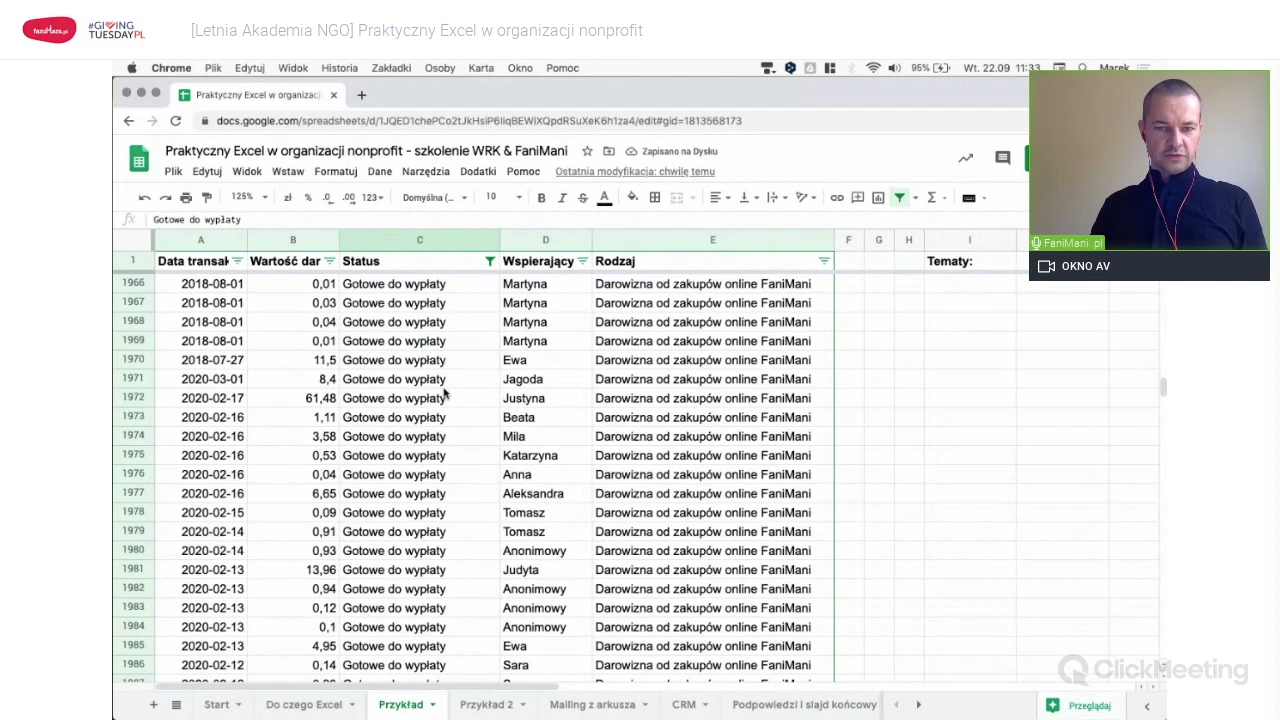 faniMani.pl
#GIVING
TUESDAYPL
[Letnia Akademia NGO] Praktyczny Excel w organizacji nonprofit
Chrome Plik Edytuj Widok Historia Zakładki Osoby Karta Okno Pomoc 95% Wt. 22.09 11:33 Marek
Praktyczny Excel w organizacj × +
docs.google.com/spreadsheets/d/1JQED1chePCo2tJkHsiP6IiqBEWiXQpdRSuXeK6h1za4/edit#gid=1813568173
Praktyczny Excel w organizacji nonprofit - szkolenie WRK & FaniMani Zapisano na Dysku
Plik Edytuj Widok Wstaw Formatuj Dane Narzędzia Dodatki Pomoc Ostatnia modyfikacja: chwilę temu
125% zł % .0 .00 123 Domyślna (... 10 B I S A Σ
fx Gotowe do wypłaty
A B C D E F G H I
1 Data transak Wartość dar Status Wspierający Rodzaj Tematy:
1966 2018-08-01 0,01 Gotowe do wypłaty Martyna Darowizna od zakupów online FaniMani
1967 2018-08-01 0,03 Gotowe do wypłaty Martyna Darowizna od zakupów online FaniMani
1968 2018-08-01 0,04 Gotowe do wypłaty Martyna Darowizna od zakupów online FaniMani
1969 2018-08-01 0,01 Gotowe do wypłaty Martyna Darowizna od zakupów online FaniMani
1970 2018-07-27 11,5 Gotowe do wypłaty Ewa Darowizna od zakupów online FaniMani
1971 2020-03-01 8,4 Gotowe do wypłaty Jagoda Darowizna od zakupów online FaniMani
1972 2020-02-17 61,48 Gotowe do wypłaty Justyna Darowizna od zakupów online FaniMani
1973 2020-02-16 1,11 Gotowe do wypłaty Beata Darowizna od zakupów online FaniMani
1974 2020-02-16 3,58 Gotowe do wypłaty Mila Darowizna od zakupów online FaniMani
1975 2020-02-16 0,53 Gotowe do wypłaty Katarzyna Darowizna od zakupów online FaniMani
1976 2020-02-16 0,04 Gotowe do wypłaty Anna Darowizna od zakupów online FaniMani
1977 2020-02-16 6,65 Gotowe do wypłaty Aleksandra Darowizna od zakupów online FaniMani
1978 2020-02-15 0,09 Gotowe do wypłaty Tomasz Darowizna od zakupów online FaniMani
1979 2020-02-14 0,91 Gotowe do wypłaty Tomasz Darowizna od zakupów online FaniMani
1980 2020-02-14 0,93 Gotowe do wypłaty Anonimowy Darowizna od zakupów online FaniMani
1981 2020-02-13 13,96 Gotowe do wypłaty Judyta Darowizna od zakupów online FaniMani
1982 2020-02-13 0,94 Gotowe do wypłaty Anonimowy Darowizna od zakupów online FaniMani
1983 2020-02-13 0,12 Gotowe do wypłaty Anonimowy Darowizna od zakupów online FaniMani
1984 2020-02-13 0,1 Gotowe do wypłaty Anonimowy Darowizna od zakupów online FaniMani
1985 2020-02-13 4,95 Gotowe do wypłaty Ewa Darowizna od zakupów online FaniMani
1986 2020-02-12 0,14 Gotowe do wypłaty Sara Darowizna od zakupów online FaniMani
+ Start Do czego Excel Przykład Przykład 2 Mailing z arkusza CRM Podpowiedzi i slajd końcowy Przeglądaj
FaniMani pl
OKNO AV
ClickMeeting